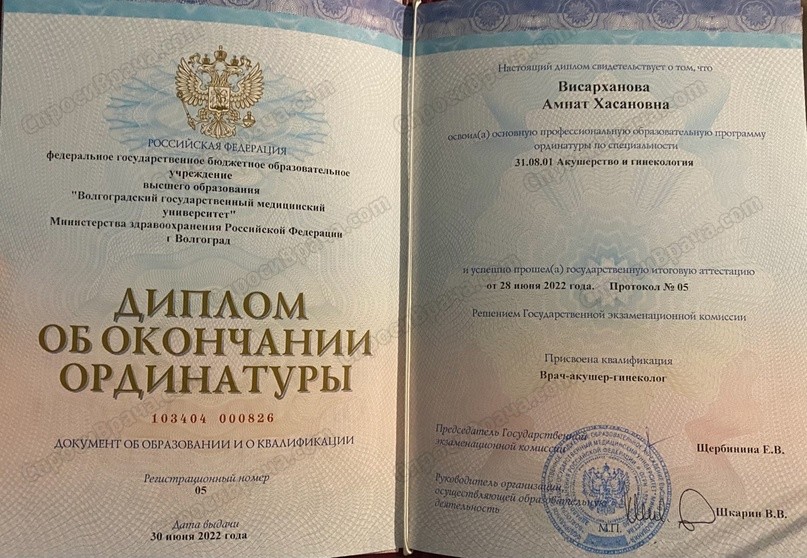 РОССИЙСКАЯ ФЕДЕРАЦИЯ
федеральное государственное бюджетное образовательное
учреждение
высшего образования
"Волгоградский государственный медицинский
университет"
Министерства здравоохранения Российской Федерации
г Волгоград
ДИПЛОМ
ОБ ОКОНЧАНИИ
ОРДИНАТУРЫ
103404 000826
ДОКУМЕНТ ОБ ОБРАЗОВАНИИ И О КВАЛИФИКАЦИИ
Регистрационный номер
05
Дата выдачи
30 июня 2022 года
Настоящий диплом свидетельствует о том, что
Висарханова
Амнат Хасановна
освоил(а) основную профессиональную образовательную программу
ординатуры по специальности
31.08.01 Акушерство и гинекология
и успешно прошел(а) государственную итоговую аттестацию
от 28 июня 2022 года. Протокол № 05
Решением Государственной экзаменационной комиссии
Присвоена квалификация
Врач-акушер-гинеколог
Председатель Государственной
экзаменационной комиссии
Щербинина Е.В.
Руководитель организации,
осуществляющей образовательную
деятельность
М.П.
Шкарин В.В.
СпросиВрача.com